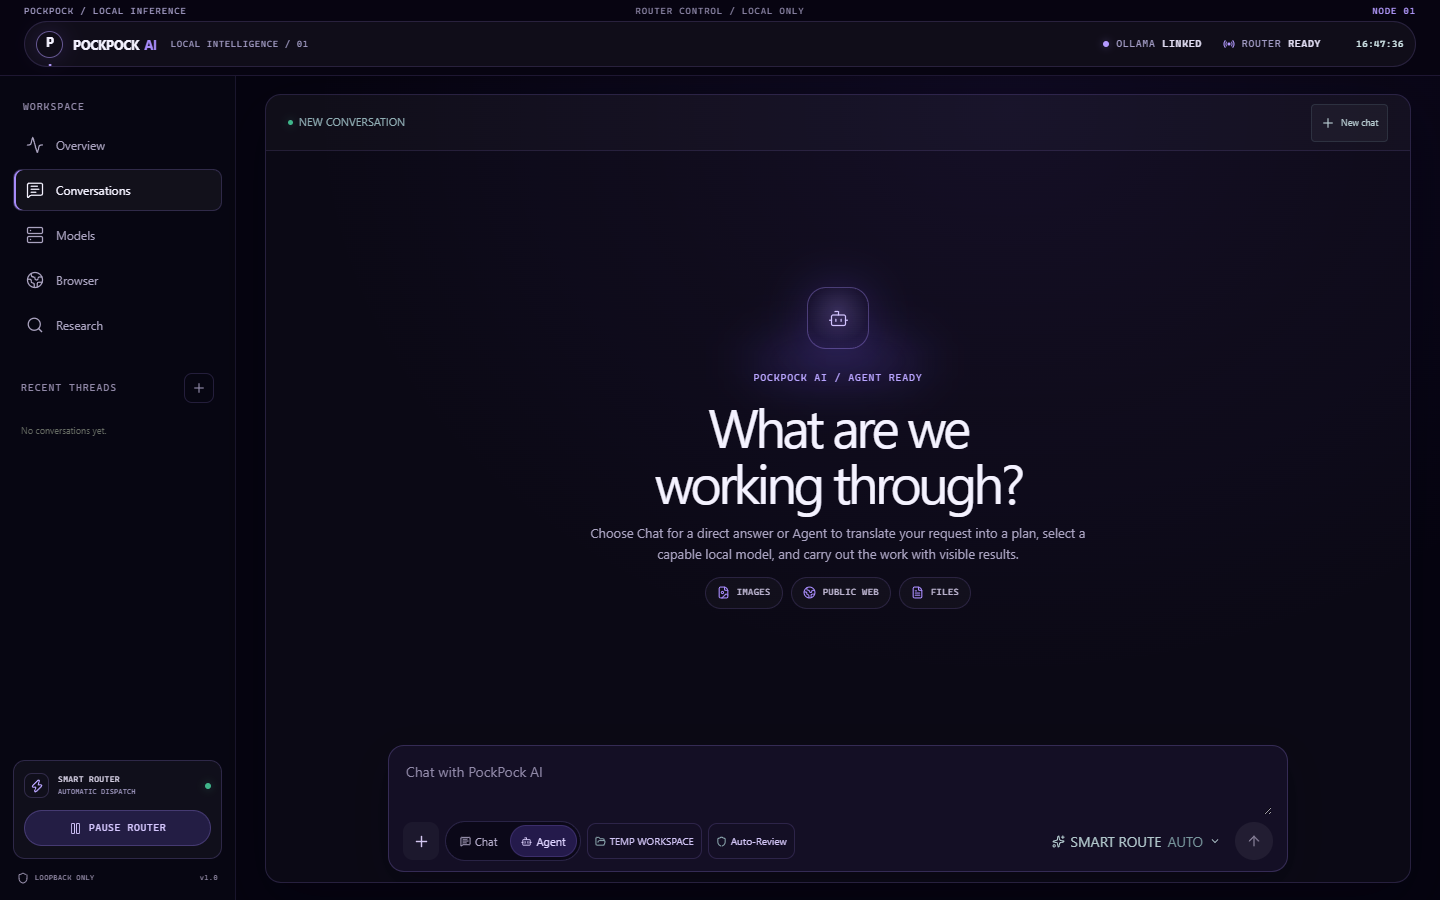 POCKPOCK / LOCAL INFERENCE
ROUTER CONTROL / LOCAL ONLY
NODE 01
P
POCKPOCK AI
LOCAL INTELLIGENCE / 01
OLLAMA LINKED
ROUTER READY
16:47:36
WORKSPACE
Overview
Conversations
Models
Browser
Research
RECENT THREADS
No conversations yet.
SMART ROUTER
AUTOMATIC DISPATCH
PAUSE ROUTER
LOOPBACK ONLY
v1.0
NEW CONVERSATION
New chat
POCKPOCK AI / AGENT READY
What are we
working through?
Choose Chat for a direct answer or Agent to translate your request into a plan, select a
capable local model, and carry out the work with visible results.
IMAGES
PUBLIC WEB
FILES
Chat with PockPock AI
Chat
Agent
TEMP WORKSPACE
Auto-Review
SMART ROUTE AUTO